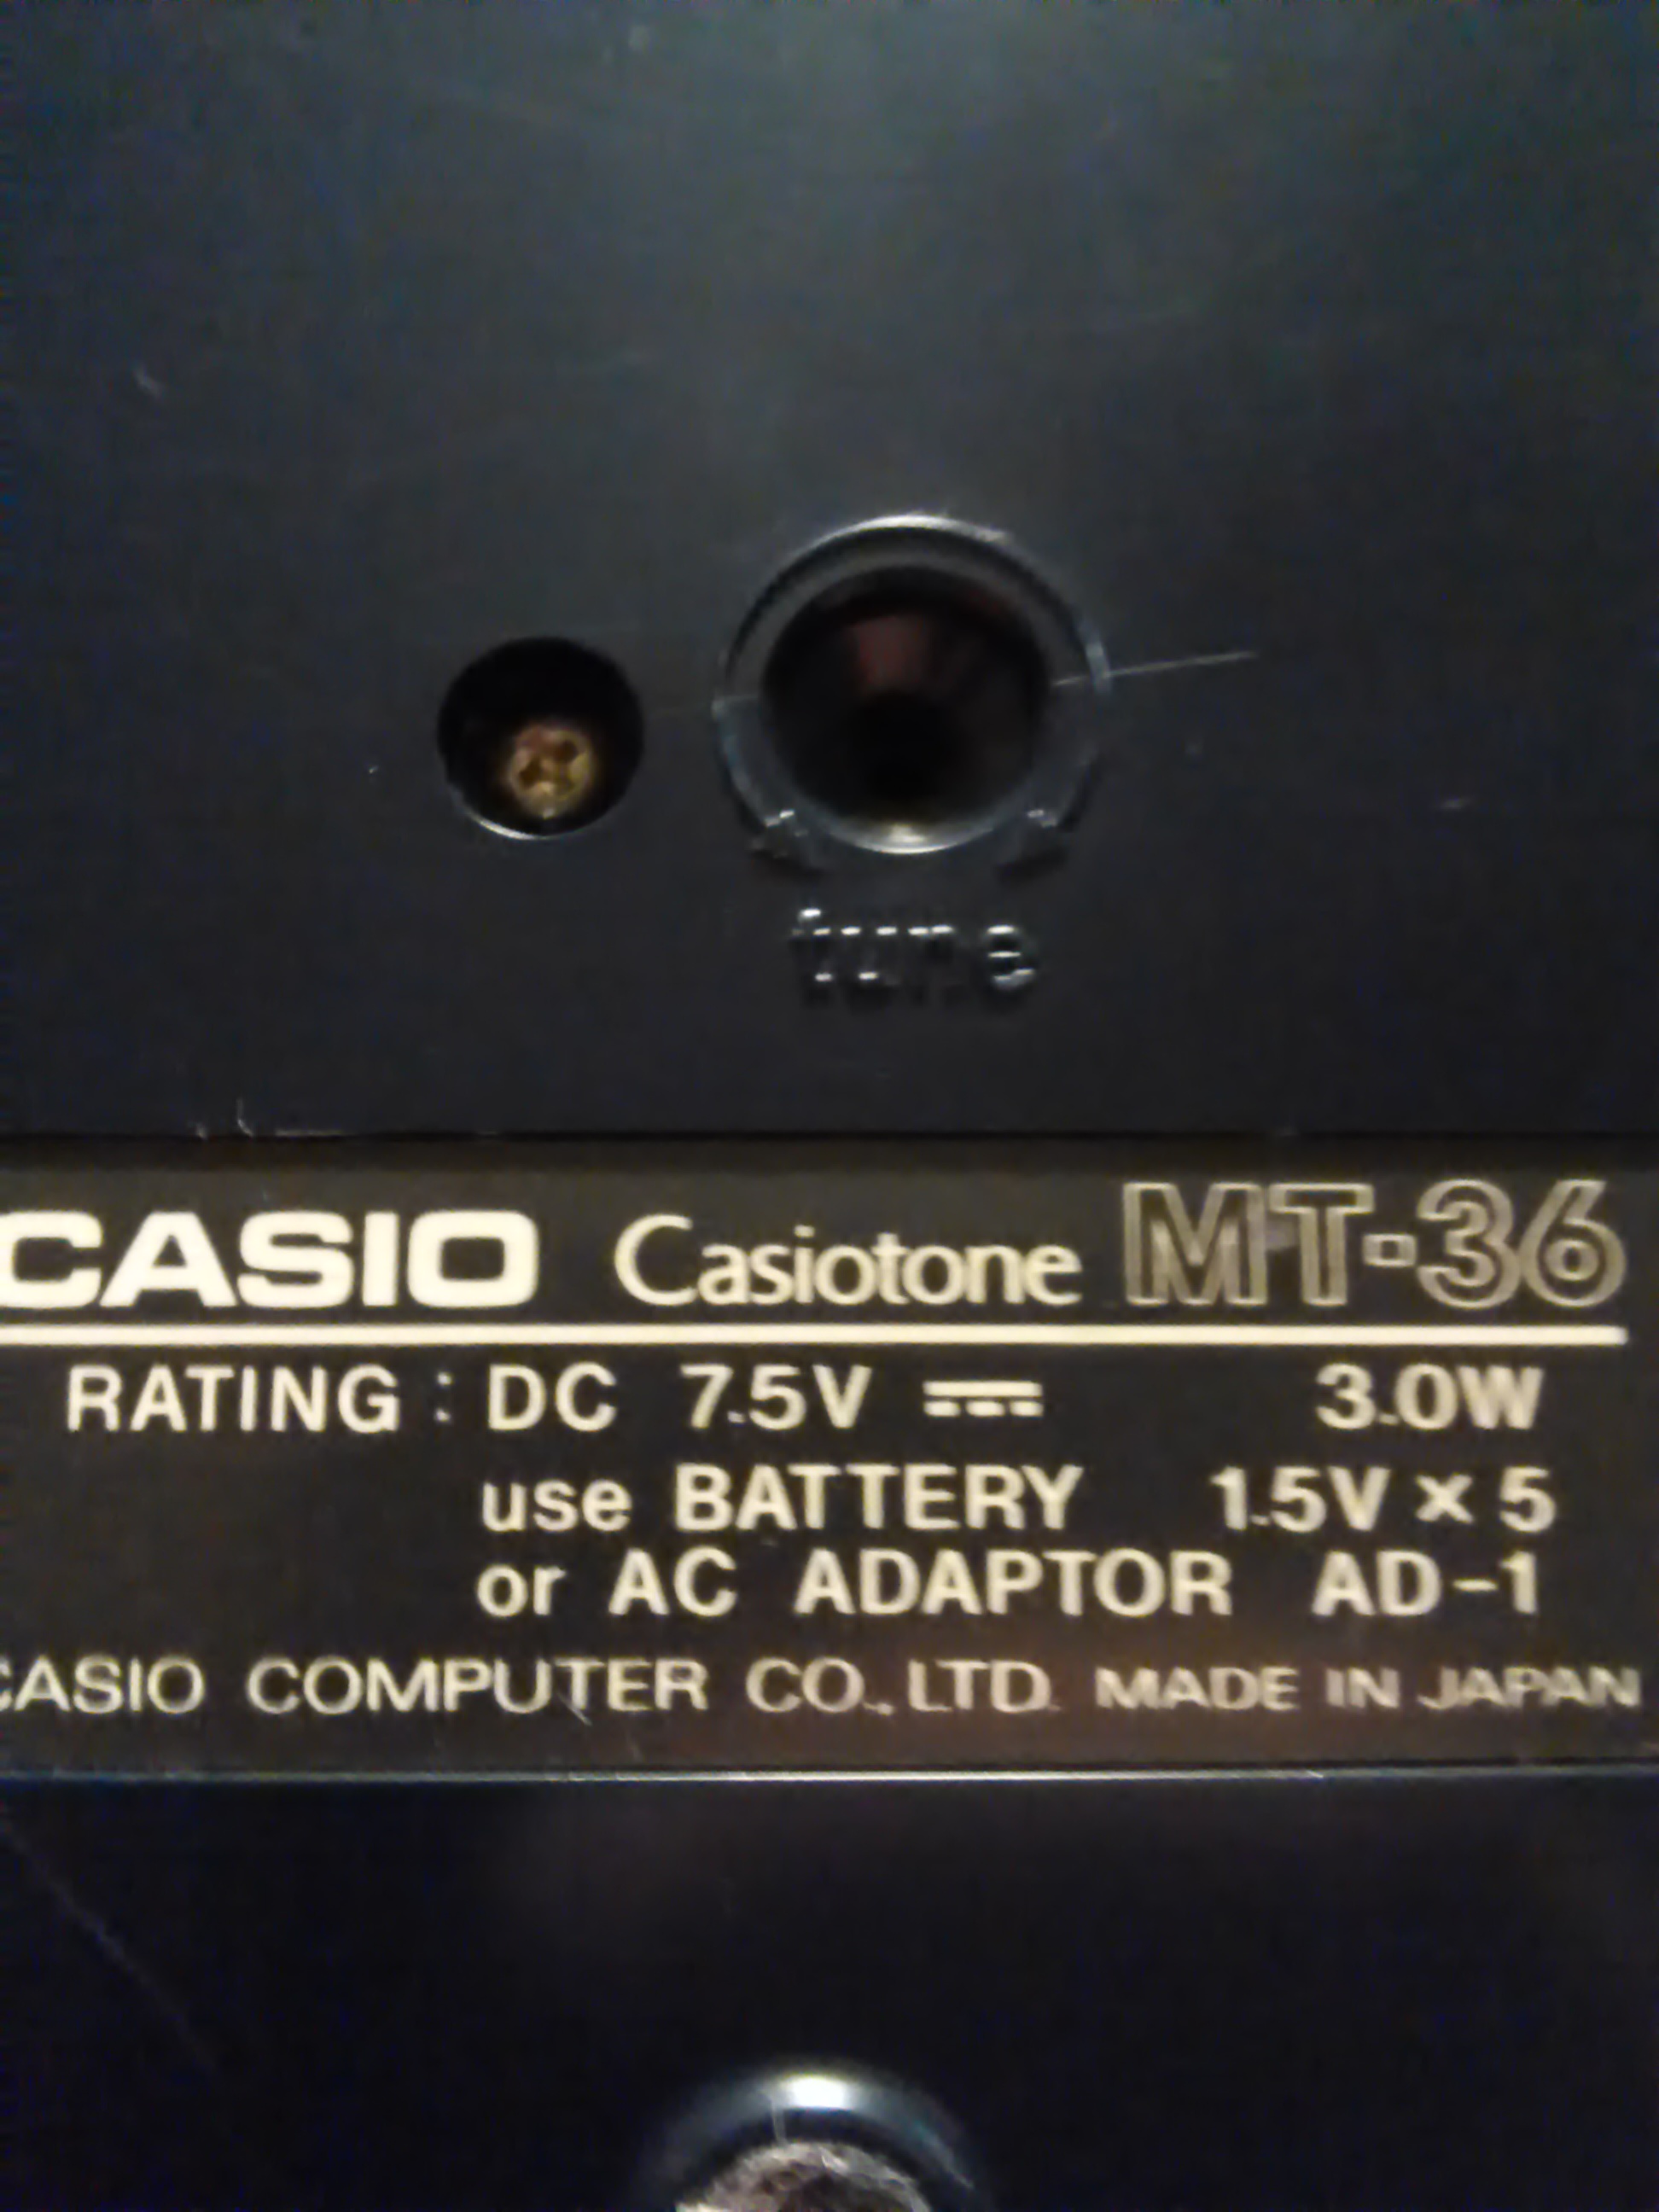 tune
CASIO Casiotone MT-36
RATING : DC 7.5V ⎓ 3.0W
use BATTERY 1.5V × 5
or AC ADAPTOR AD-1
CASIO COMPUTER CO., LTD. MADE IN JAPAN